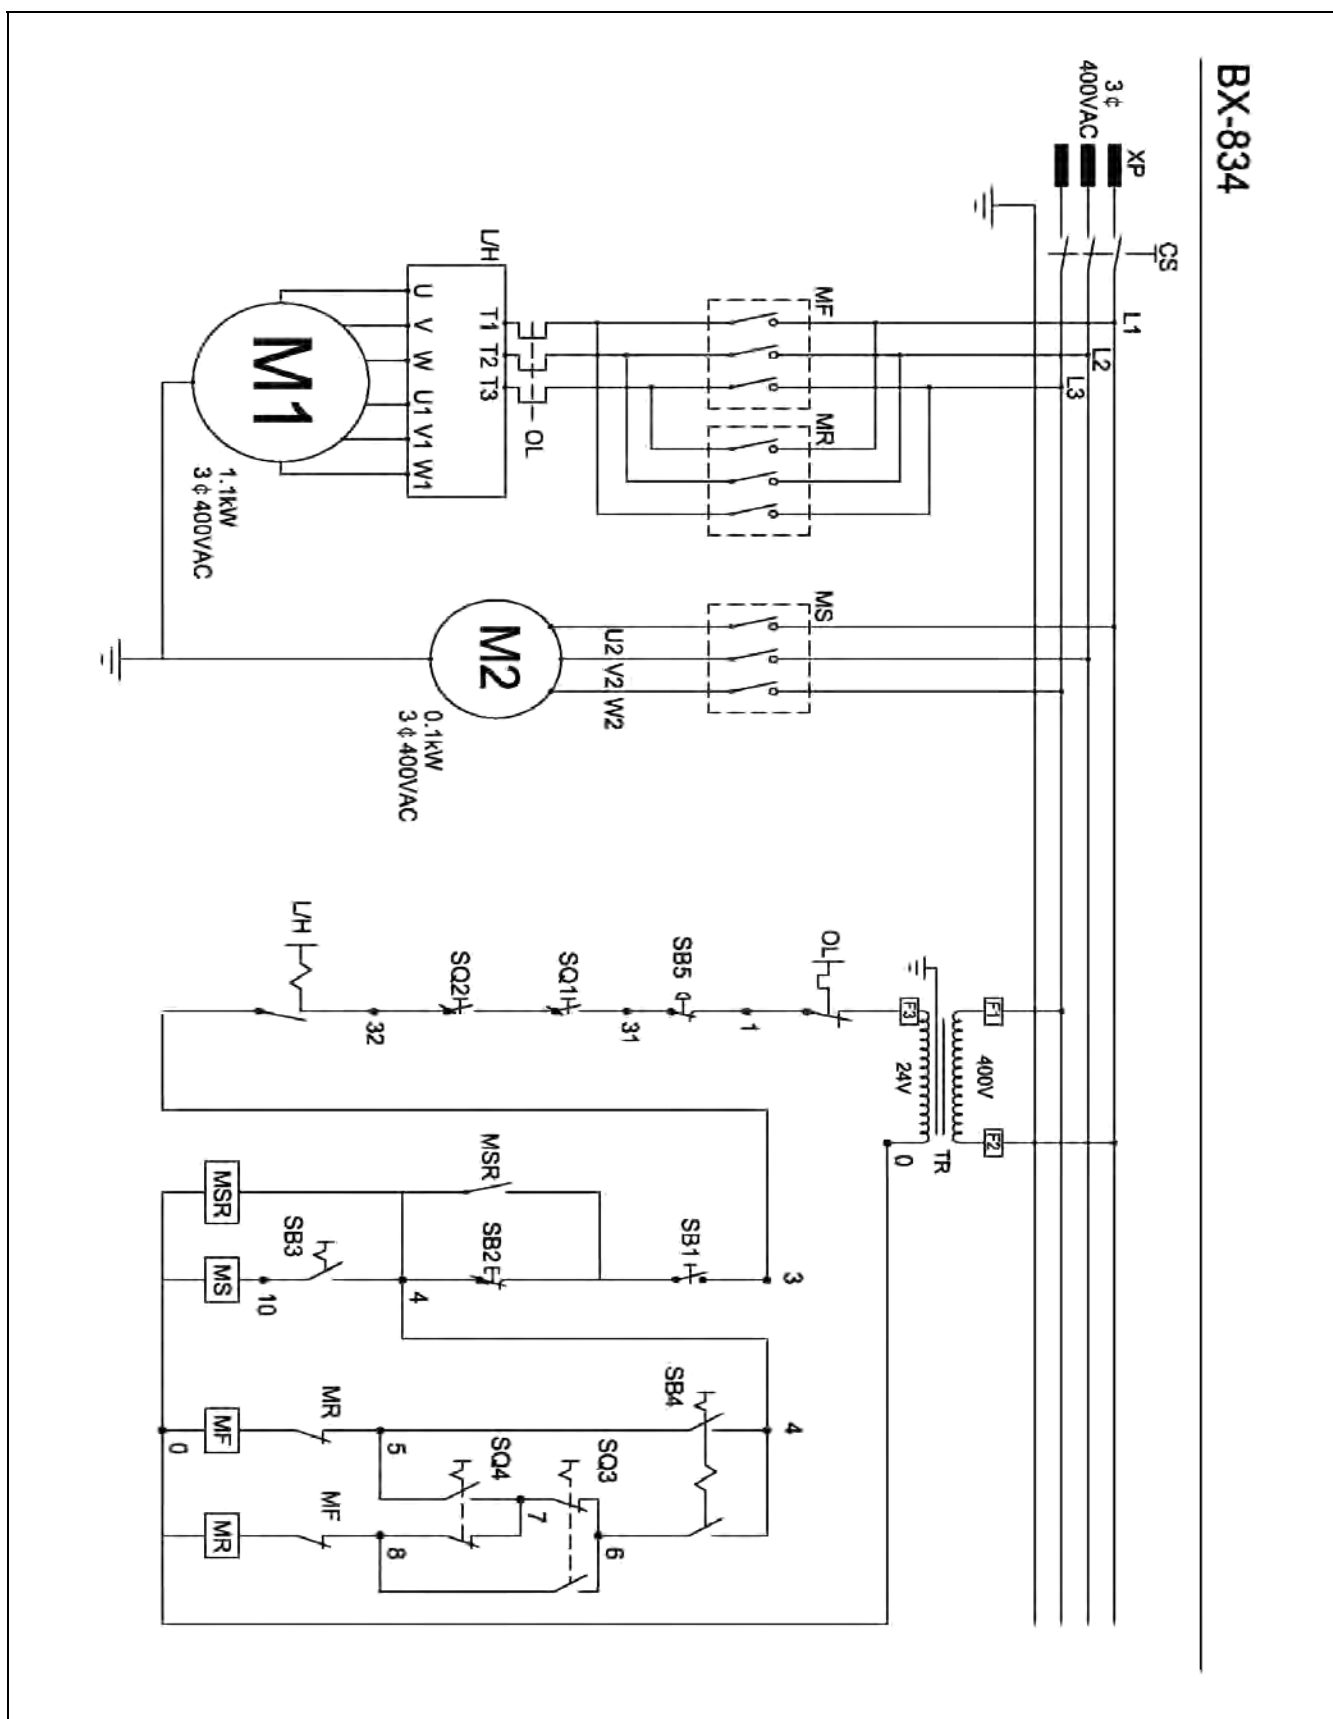 BX-834
3 ¢
400VAC
XP
CS
L1
L2
L3
MF
MR
MS
OL
L/H
T1 T2 T3
U V W U1 V1 W1
M1
1.1kW
3 ¢ 400VAC
U2 V2 W2
M2
0.1kW
3 ¢ 400VAC
F1
400V
F2
F3
24V
TR
0
OL
1
SB5
31
SQ1
SQ2
32
L/H
3
SB1
MSR
SB2
4
SB3
10
MSR
MS
4
SB4
SQ3
6
SQ4
7
5
8
MR
MF
MF
0
MR